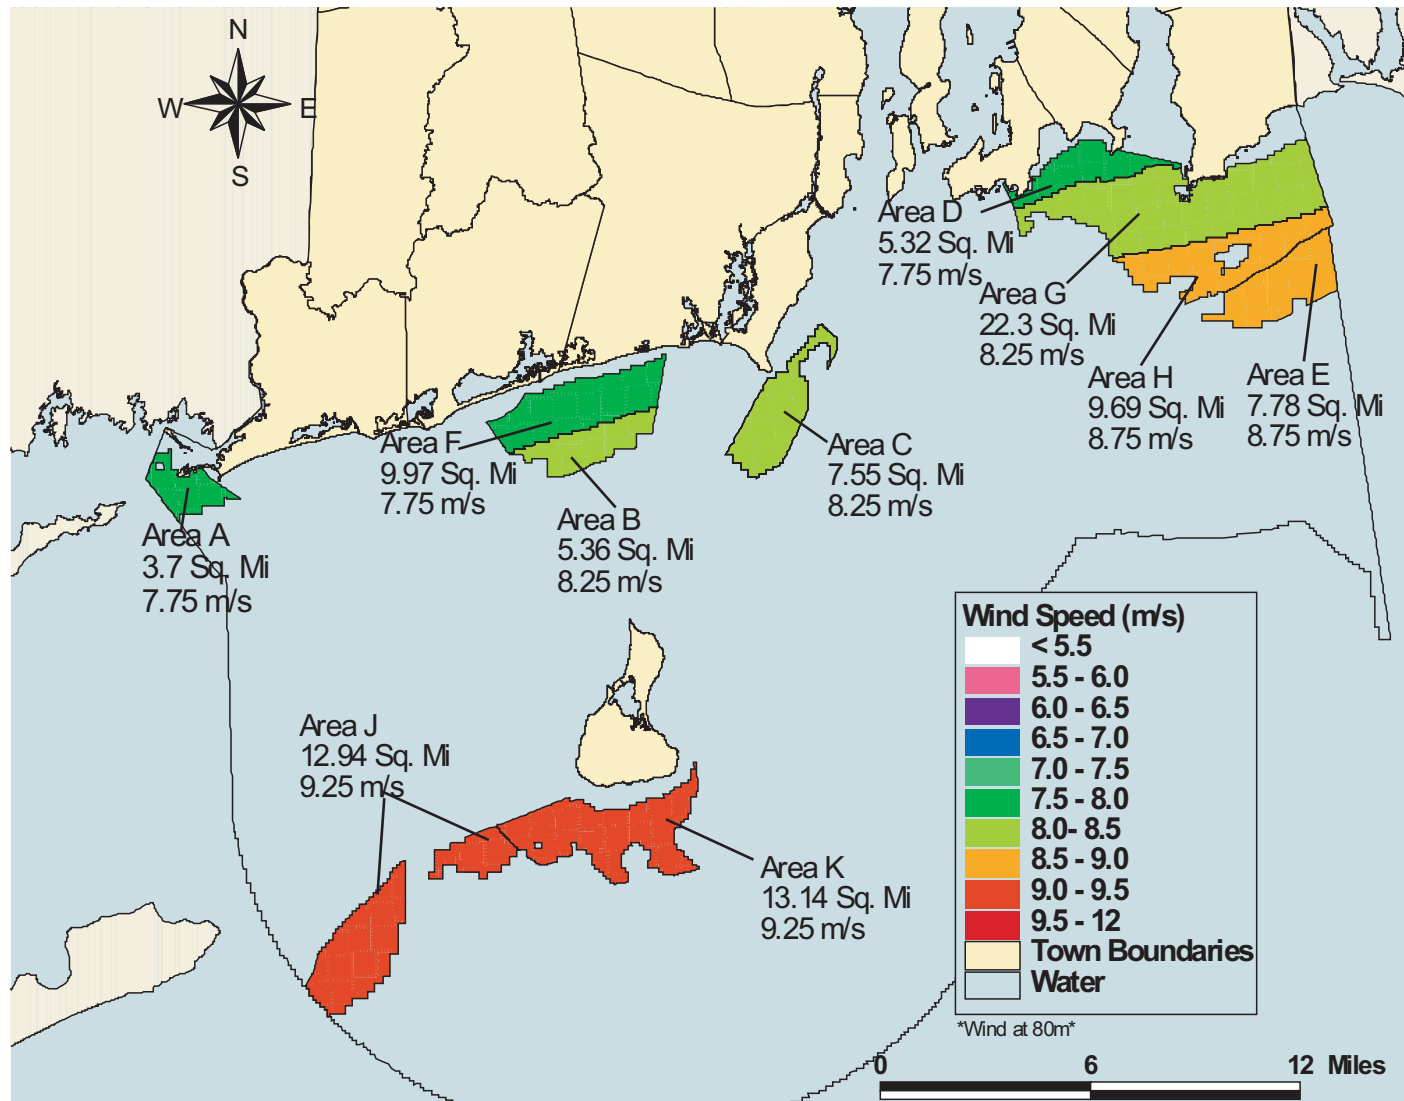 N
W
E
S
Area D
5.32 Sq. Mi
7.75 m/s
Area G
22.3 Sq. Mi
8.25 m/s
Area H
9.69 Sq. Mi
8.75 m/s
Area E
7.78 Sq. Mi
8.75 m/s
Area F
9.97 Sq. Mi
7.75 m/s
Area C
7.55 Sq. Mi
8.25 m/s
Area B
5.36 Sq. Mi
8.25 m/s
Area A
3.7 Sq. Mi
7.75 m/s
Area J
12.94 Sq. Mi
9.25 m/s
Area K
13.14 Sq. Mi
9.25 m/s
Wind Speed (m/s)
< 5.5
5.5 - 6.0
6.0 - 6.5
6.5 - 7.0
7.0 - 7.5
7.5 - 8.0
8.0- 8.5
8.5 - 9.0
9.0 - 9.5
9.5 - 12
Town Boundaries
Water
*Wind at 80m*
0 6 12 Miles